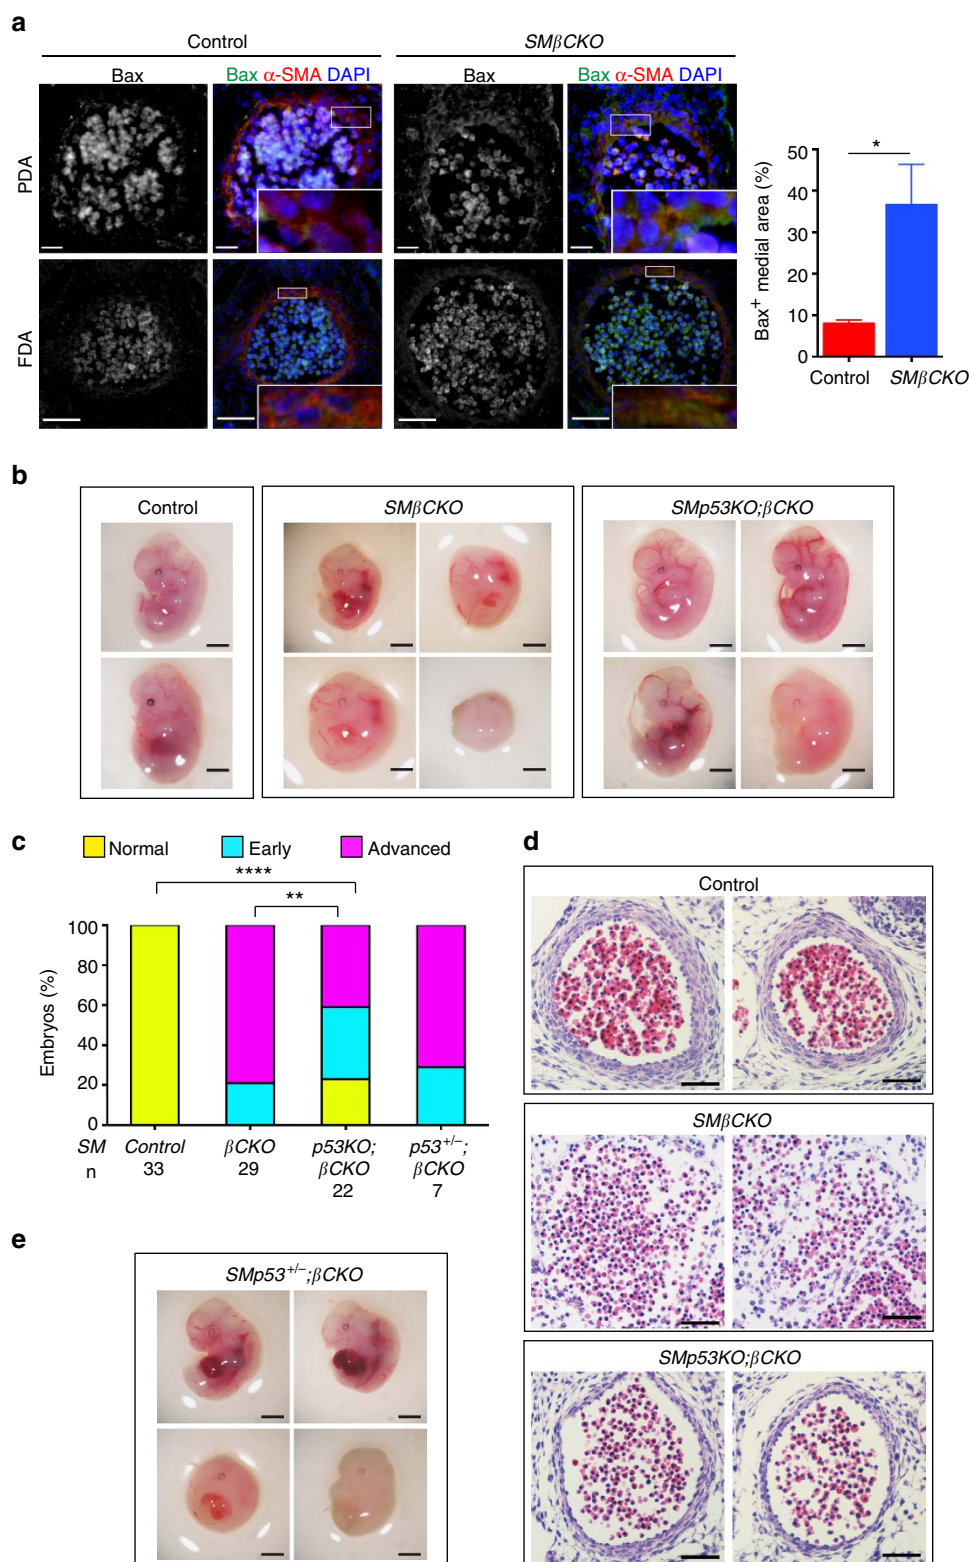 a
Control
SMβCKO
Bax
Bax α-SMA DAPI
Bax
Bax α-SMA DAPI
PDA
FDA
Bax+ medial area (%)
50
40
30
20
10
0
*
Control
SMβCKO
b
Control
SMβCKO
SMp53KO;βCKO
c
Normal
Early
Advanced
****
**
Embryos (%)
100
80
60
40
20
0
SM
Control
βCKO
p53KO;
βCKO
p53+/−;
βCKO
n
33
29
22
7
d
Control
SMβCKO
SMp53KO;βCKO
e
SMp53+/−;βCKO